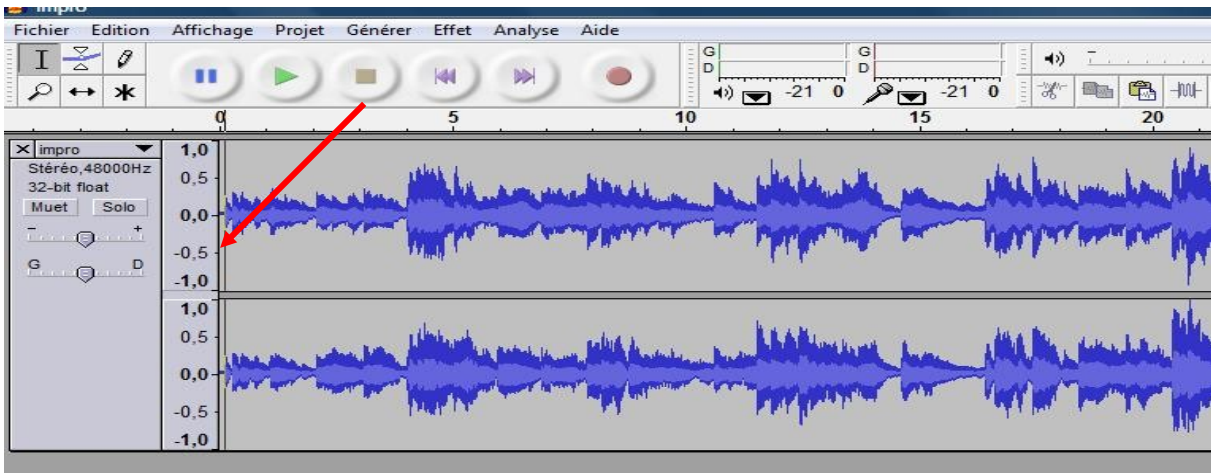 impro
Fichier Edition Affichage Projet Générer Effet Analyse Aide
G
D
-21 0
G
D
-21 0
0 5 10 15 20
impro
Stéréo,48000Hz
32-bit float
Muet Solo
- +
G D
1,0
0,5
0,0
-0,5
-1,0
1,0
0,5
0,0
-0,5
-1,0